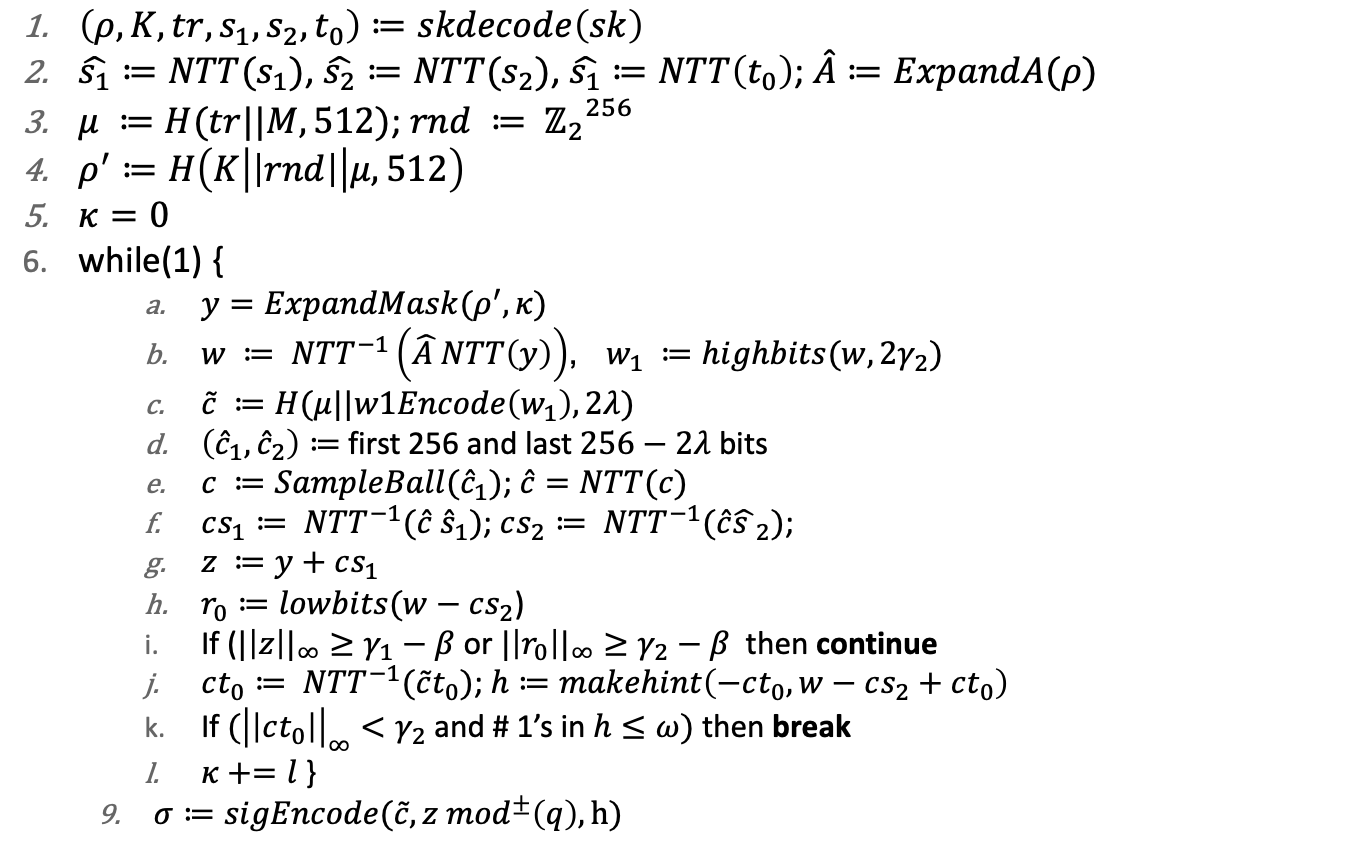 1. (ρ, K, tr, s₁, s₂, t₀) ≔ skdecode(sk)
2. ŝ₁ ≔ NTT(s₁), ŝ₂ ≔ NTT(s₂), ŝ₁ ≔ NTT(t₀); Â ≔ ExpandA(ρ)
3. μ ≔ H(tr||M, 512); rnd ≔ ℤ₂²⁵⁶
4. ρ′ ≔ H(K||rnd||μ, 512)
5. κ = 0
6. while(1) {
a. y = ExpandMask(ρ′, κ)
b. w ≔ NTT⁻¹(Â NTT(y)), w₁ ≔ highbits(w, 2γ₂)
c. c̃ ≔ H(μ||w1Encode(w₁), 2λ)
d. (ĉ₁, ĉ₂) ≔ first 256 and last 256 − 2λ bits
e. c ≔ SampleBall(ĉ₁); ĉ = NTT(c)
f. cs₁ ≔ NTT⁻¹(ĉ ŝ₁); cs₂ ≔ NTT⁻¹(ĉŝ ₂);
g. z ≔ y + cs₁
h. r₀ ≔ lowbits(w − cs₂)
i. If (||z||∞ ≥ γ₁ − β or ||r₀||∞ ≥ γ₂ − β then continue
j. ct₀ ≔ NTT⁻¹(c̃t₀); h ≔ makehint(−ct₀, w − cs₂ + ct₀)
k. If (||ct₀||∞ < γ₂ and # 1's in h ≤ ω) then break
l. κ += l }
9. σ ≔ sigEncode(c̃, z mod±(q), h)